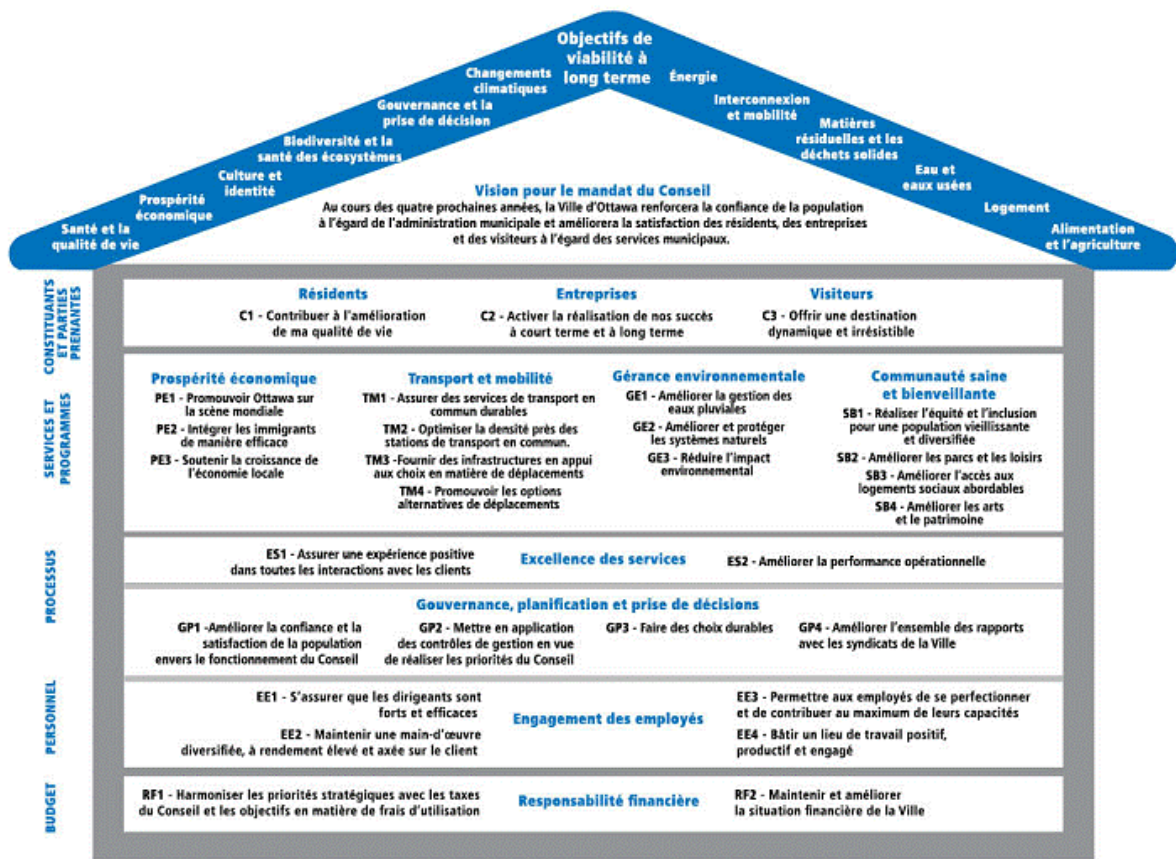 Objectifs de
viabilité à
long terme
Changements
climatiques
Gouvernance et la
prise de décision
Biodiversité et la
santé des écosystèmes
Culture et
identité
Prospérité
économique
Santé et la
qualité de vie
Énergie
Interconnexion
et mobilité
Matières
résiduelles et les
déchets solides
Eau et
eaux usées
Logement
Alimentation
et l'agriculture
Vision pour le mandat du Conseil
Au cours des quatre prochaines années, la Ville d'Ottawa renforcera la confiance de la population
à l'égard de l'administration municipale et améliorera la satisfaction des résidents, des entreprises
et des visiteurs à l'égard des services municipaux.
CONSTITUANTS
ET PARTIES
PRENANTES
Résidents
C1 - Contribuer à l'amélioration
de ma qualité de vie
Entreprises
C2 - Activer la réalisation de nos succès
à court terme et à long terme
Visiteurs
C3 - Offrir une destination
dynamique et irrésistible
SERVICES ET
PROGRAMMES
Prospérité économique
PE1 - Promouvoir Ottawa sur
la scène mondiale
PE2 - Intégrer les immigrants
de manière efficace
PE3 - Soutenir la croissance de
l'économie locale
Transport et mobilité
TM1 - Assurer des services de transport en
commun durables
TM2 - Optimiser la densité près des
stations de transport en commun.
TM3 -Fournir des infrastructures en appui
aux choix en matière de déplacements
TM4 - Promouvoir les options
alternatives de déplacements
Gérance environnementale
GE1 - Améliorer la gestion des
eaux pluviales
GE2 - Améliorer et protéger
les systèmes naturels
GE3 - Réduire l'impact
environnemental
Communauté saine
et bienveillante
SB1 - Réaliser l'équité et l'inclusion
pour une population vieillissante
et diversifiée
SB2 - Améliorer les parcs et les loisirs
SB3 - Améliorer l'accès aux
logements sociaux abordables
SB4 - Améliorer les arts
et le patrimoine
PROCESSUS
ES1 - Assurer une expérience positive
dans toutes les interactions avec les clients
Excellence des services
ES2 - Améliorer la performance opérationnelle
Gouvernance, planification et prise de décisions
GP1 -Améliorer la confiance et la
satisfaction de la population
envers le fonctionnement du Conseil
GP2 - Mettre en application
des contrôles de gestion en vue
de réaliser les priorités du Conseil
GP3 - Faire des choix durables
GP4 - Améliorer l'ensemble des rapports
avec les syndicats de la Ville
PERSONNEL
EE1 - S'assurer que les dirigeants sont
forts et efficaces
EE2 - Maintenir une main-d'œuvre
diversifiée, à rendement élevé et axée sur le client
Engagement des employés
EE3 - Permettre aux employés de se perfectionner
et de contribuer au maximum de leurs capacités
EE4 - Bâtir un lieu de travail positif,
productif et engagé
BUDGET
RF1 - Harmoniser les priorités stratégiques avec les taxes
du Conseil et les objectifs en matière de frais d'utilisation
Responsabilité financière
RF2 - Maintenir et améliorer
la situation financière de la Ville